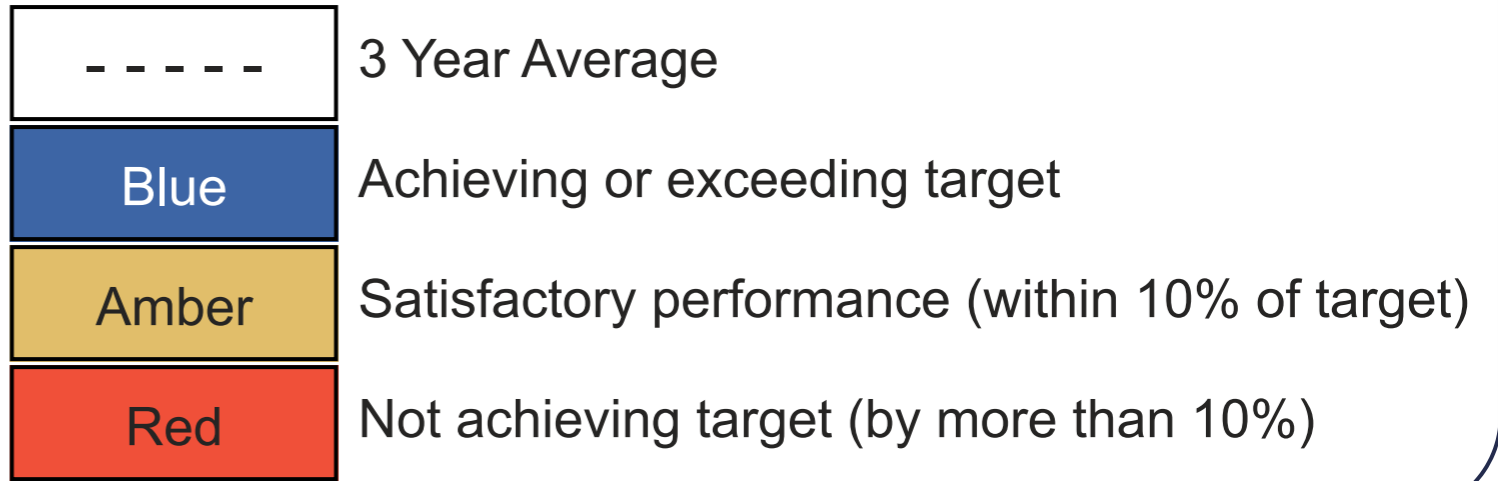 - - - - - 3 Year Average
Blue Achieving or exceeding target
Amber Satisfactory performance (within 10% of target)
Red Not achieving target (by more than 10%)